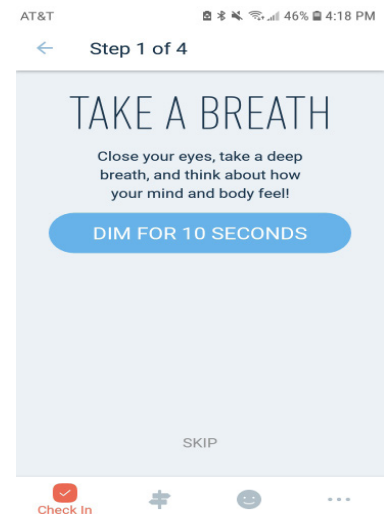 AT&T 46% 4:18 PM
Step 1 of 4
TAKE A BREATH
Close your eyes, take a deep
breath, and think about how
your mind and body feel!
DIM FOR 10 SECONDS
SKIP
Check In